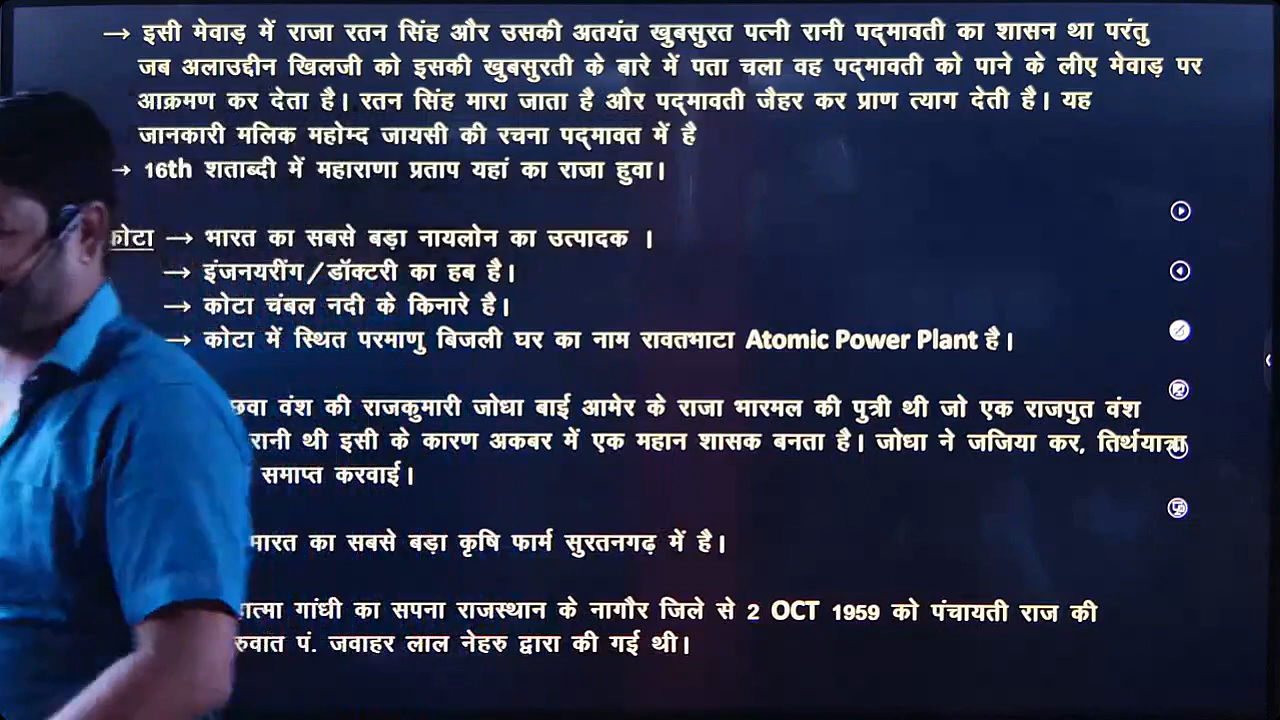 → इसी मेवाड़ में राजा रतन सिंह और उसकी अतयंत खुबसुरत पत्नी रानी पद्मावती का शासन था परंतु
जब अलाउद्दीन खिलजी को इसकी खुबसुरती के बारे में पता चला वह पद्मावती को पाने के लीए मेवाड़ पर
आक्रमण कर देता है। रतन सिंह मारा जाता है और पद्मावती जैहर कर प्राण त्याग देती है। यह
जानकारी मलिक महोम्द जायसी की रचना पद्मावत में है
→ 16th शताब्दी में महाराणा प्रताप यहां का राजा हुवा।
कोटा → भारत का सबसे बड़ा नायलोन का उत्पादक ।
→ इंजनयरींग/डॉक्टरी का हब है।
→ कोटा चंबल नदी के किनारे है।
→ कोटा में स्थित परमाणु बिजली घर का नाम रावतभाटा Atomic Power Plant है।
वंश की राजकुमारी जोधा बाई आमेर के राजा भारमल की पुत्री थी जो एक राजपुत वंश
रानी थी इसी के कारण अकबर में एक महान शासक बनता है। जोधा ने जजिया कर, तिर्थयात्रा
समाप्त करवाई।
भारत का सबसे बड़ा कृषि फार्म सुरतनगढ़ में है।
गांधी का सपना राजस्थान के नागौर जिले से 2 OCT 1959 को पंचायती राज की
पं. जवाहर लाल नेहरु द्वारा की गई थी।